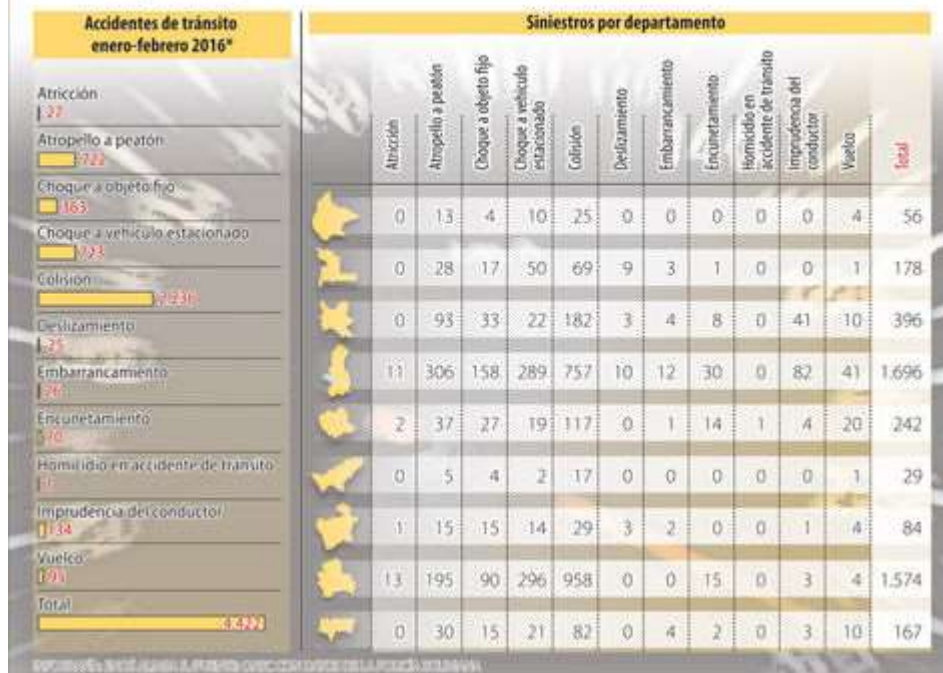 Accidentes de tránsito
enero-febrero 2016*
Atricción
27
Atropello a peatón
722
Choque a objeto fijo
363
Choque a vehículo estacionado
723
Colisión
2.236
Deslizamiento
25
Embarrancamiento
26
Encunetamiento
70
Homicidio en accidente de tránsito
1
Imprudencia del conductor
134
Vuelco
95
Total
4.422
Siniestros por departamento
Atricción
Atropello a peatón
Choque a objeto fijo
Choque a vehículo
estacionado
Colisión
Deslizamiento
Embarrancamiento
Encunetamiento
Homicidio en
accidente de tránsito
Imprudencia del
conductor
Vuelco
Total
0 13 4 10 25 0 0 0 0 0 4 56
0 28 17 50 69 9 3 1 0 0 1 178
0 93 33 22 182 3 4 8 0 41 10 396
11 306 158 289 757 10 12 30 0 82 41 1.696
2 37 27 19 117 0 1 14 1 4 20 242
0 5 4 2 17 0 0 0 0 0 1 29
1 15 15 14 29 3 2 0 0 1 4 84
13 195 90 296 958 0 0 15 0 3 4 1.574
0 30 15 21 82 0 4 2 0 3 10 167